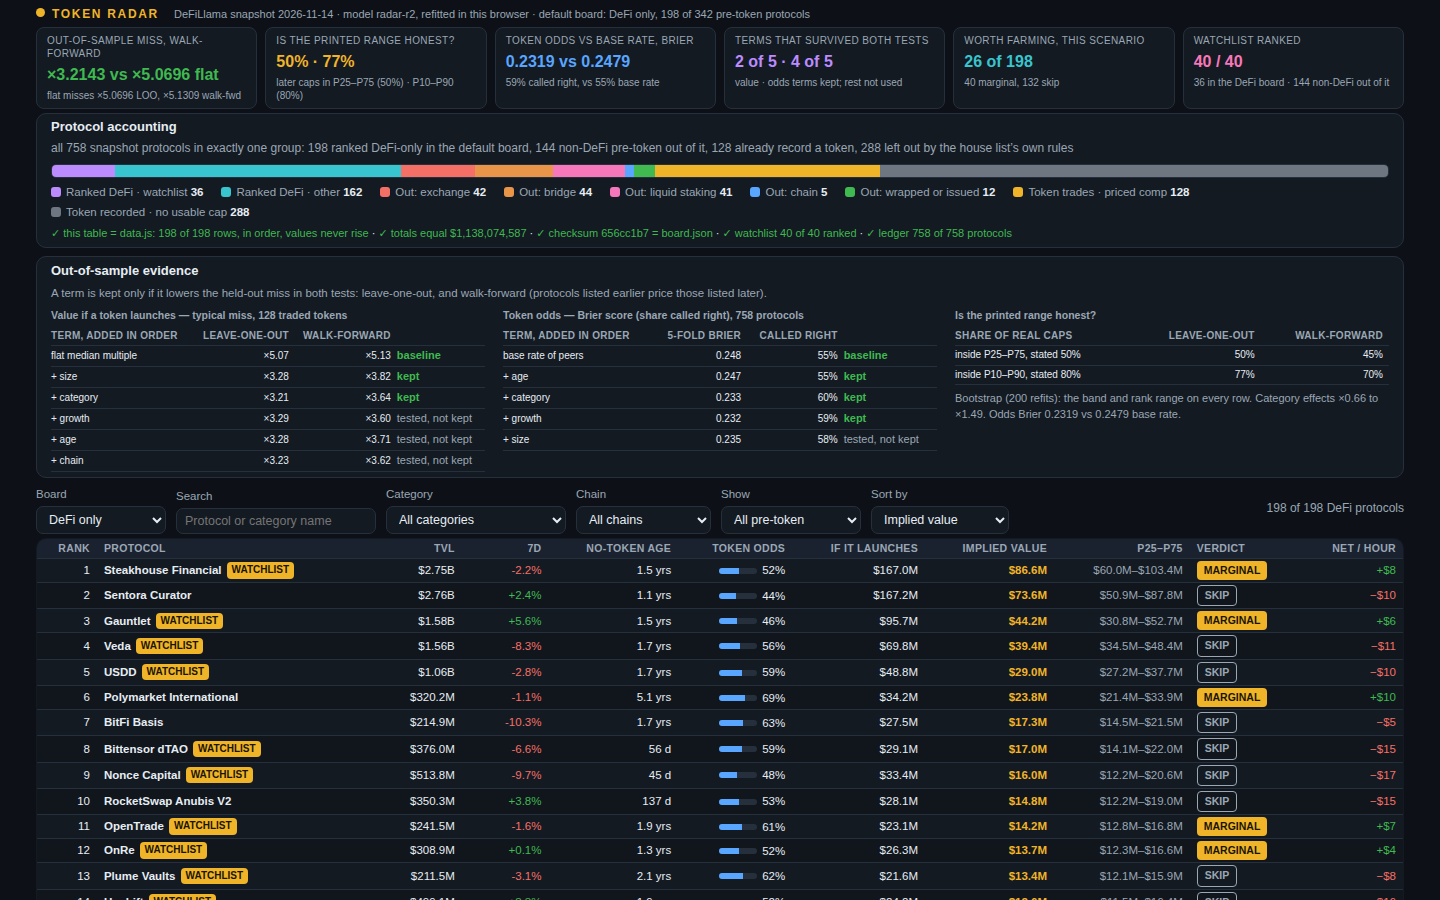 TOKEN RADAR DeFiLlama snapshot 2026-11-14 · model radar-r2, refitted in this browser · default board: DeFi only, 198 of 342 pre-token protocols
OUT-OF-SAMPLE MISS, WALK-FORWARD
×3.2143 vs ×5.0696 flat
flat misses ×5.0696 LOO, ×5.1309 walk-fwd
IS THE PRINTED RANGE HONEST?
50% · 77%
later caps in P25–P75 (50%) · P10–P90 (80%)
TOKEN ODDS VS BASE RATE, BRIER
0.2319 vs 0.2479
59% called right, vs 55% base rate
TERMS THAT SURVIVED BOTH TESTS
2 of 5 · 4 of 5
value · odds terms kept; rest not used
WORTH FARMING, THIS SCENARIO
26 of 198
40 marginal, 132 skip
WATCHLIST RANKED
40 / 40
36 in the DeFi board · 144 non-DeFi out of it
Protocol accounting
all 758 snapshot protocols in exactly one group: 198 ranked DeFi-only in the default board, 144 non-DeFi pre-token out of it, 128 already record a token, 288 left out by the house list's own rules
Ranked DeFi · watchlist 36 Ranked DeFi · other 162 Out: exchange 42 Out: bridge 44 Out: liquid staking 41 Out: chain 5 Out: wrapped or issued 12 Token trades · priced comp 128
Token recorded · no usable cap 288
✓ this table = data.js: 198 of 198 rows, in order, values never rise · ✓ totals equal $1,138,074,587 · ✓ checksum 656cc1b7 = board.json · ✓ watchlist 40 of 40 ranked · ✓ ledger 758 of 758 protocols
Out-of-sample evidence
A term is kept only if it lowers the held-out miss in both tests: leave-one-out, and walk-forward (protocols listed earlier price those listed later).
Value if a token launches — typical miss, 128 traded tokens
TERM, ADDED IN ORDER LEAVE-ONE-OUT WALK-FORWARD
flat median multiple ×5.07 ×5.13 baseline
+ size ×3.28 ×3.82 kept
+ category ×3.21 ×3.64 kept
+ growth ×3.29 ×3.60 tested, not kept
+ age ×3.28 ×3.71 tested, not kept
+ chain ×3.23 ×3.62 tested, not kept
Token odds — Brier score (share called right), 758 protocols
TERM, ADDED IN ORDER 5-FOLD BRIER CALLED RIGHT
base rate of peers 0.248 55% baseline
+ age 0.247 55% kept
+ category 0.233 60% kept
+ growth 0.232 59% kept
+ size 0.235 58% tested, not kept
Is the printed range honest?
SHARE OF REAL CAPS LEAVE-ONE-OUT WALK-FORWARD
inside P25–P75, stated 50% 50% 45%
inside P10–P90, stated 80% 77% 70%
Bootstrap (200 refits): the band and rank range on every row. Category effects ×0.66 to
×1.49. Odds Brier 0.2319 vs 0.2479 base rate.
Board Search Category Chain Show Sort by
DeFi only Protocol or category name All categories All chains All pre-token Implied value 198 of 198 DeFi protocols
RANK PROTOCOL TVL 7D NO-TOKEN AGE TOKEN ODDS IF IT LAUNCHES IMPLIED VALUE P25–P75 VERDICT NET / HOUR
1 Steakhouse Financial WATCHLIST $2.75B -2.2% 1.5 yrs 52% $167.0M $86.6M $60.0M–$103.4M MARGINAL +$8
2 Sentora Curator $2.76B +2.4% 1.1 yrs 44% $167.2M $73.6M $50.9M–$87.8M SKIP −$10
3 Gauntlet WATCHLIST $1.58B +5.6% 1.5 yrs 46% $95.7M $44.2M $30.8M–$52.7M MARGINAL +$6
4 Veda WATCHLIST $1.56B -8.3% 1.7 yrs 56% $69.8M $39.4M $34.5M–$48.4M SKIP −$11
5 USDD WATCHLIST $1.06B -2.8% 1.7 yrs 59% $48.8M $29.0M $27.2M–$37.7M SKIP −$10
6 Polymarket International $320.2M -1.1% 5.1 yrs 69% $34.2M $23.8M $21.4M–$33.9M MARGINAL +$10
7 BitFi Basis $214.9M -10.3% 1.7 yrs 63% $27.5M $17.3M $14.5M–$21.5M SKIP −$5
8 Bittensor dTAO WATCHLIST $376.0M -6.6% 56 d 59% $29.1M $17.0M $14.1M–$22.0M SKIP −$15
9 Nonce Capital WATCHLIST $513.8M -9.7% 45 d 48% $33.4M $16.0M $12.2M–$20.6M SKIP −$17
10 RocketSwap Anubis V2 $350.3M +3.8% 137 d 53% $28.1M $14.8M $12.2M–$19.0M SKIP −$15
11 OpenTrade WATCHLIST $241.5M -1.6% 1.9 yrs 61% $23.1M $14.2M $12.8M–$16.8M MARGINAL +$7
12 OnRe WATCHLIST $308.9M +0.1% 1.3 yrs 52% $26.3M $13.7M $12.3M–$16.6M MARGINAL +$4
13 Plume Vaults WATCHLIST $211.5M -3.1% 2.1 yrs 62% $21.6M $13.4M $12.1M–$15.9M SKIP −$8